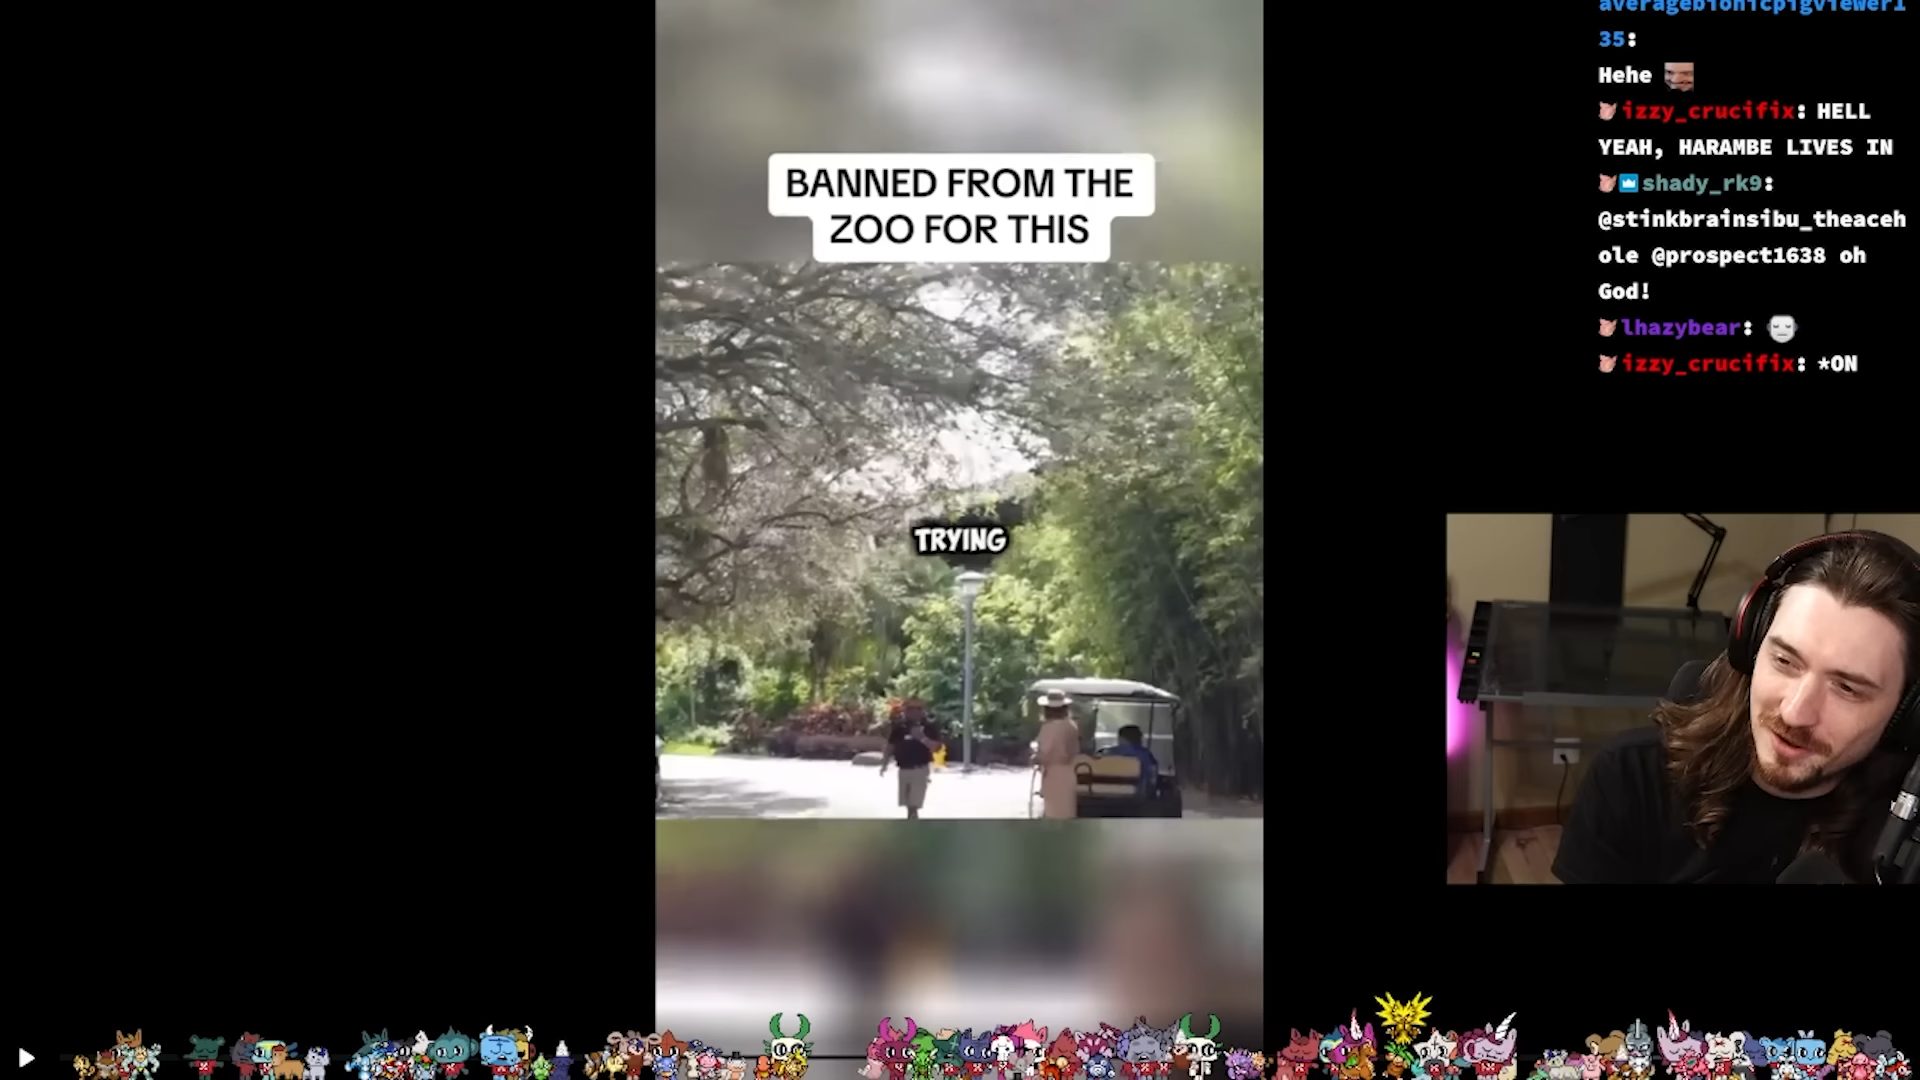 BANNED FROM THE
ZOO FOR THIS
TRYING
averagebionicpigviewer1
35:
Hehe
izzy_crucifix: HELL
YEAH, HARAMBE LIVES IN
shady_rk9:
@stinkbrainsibu_theaceh
ole @prospect1638 oh
God!
lhazybear:
izzy_crucifix: *ON